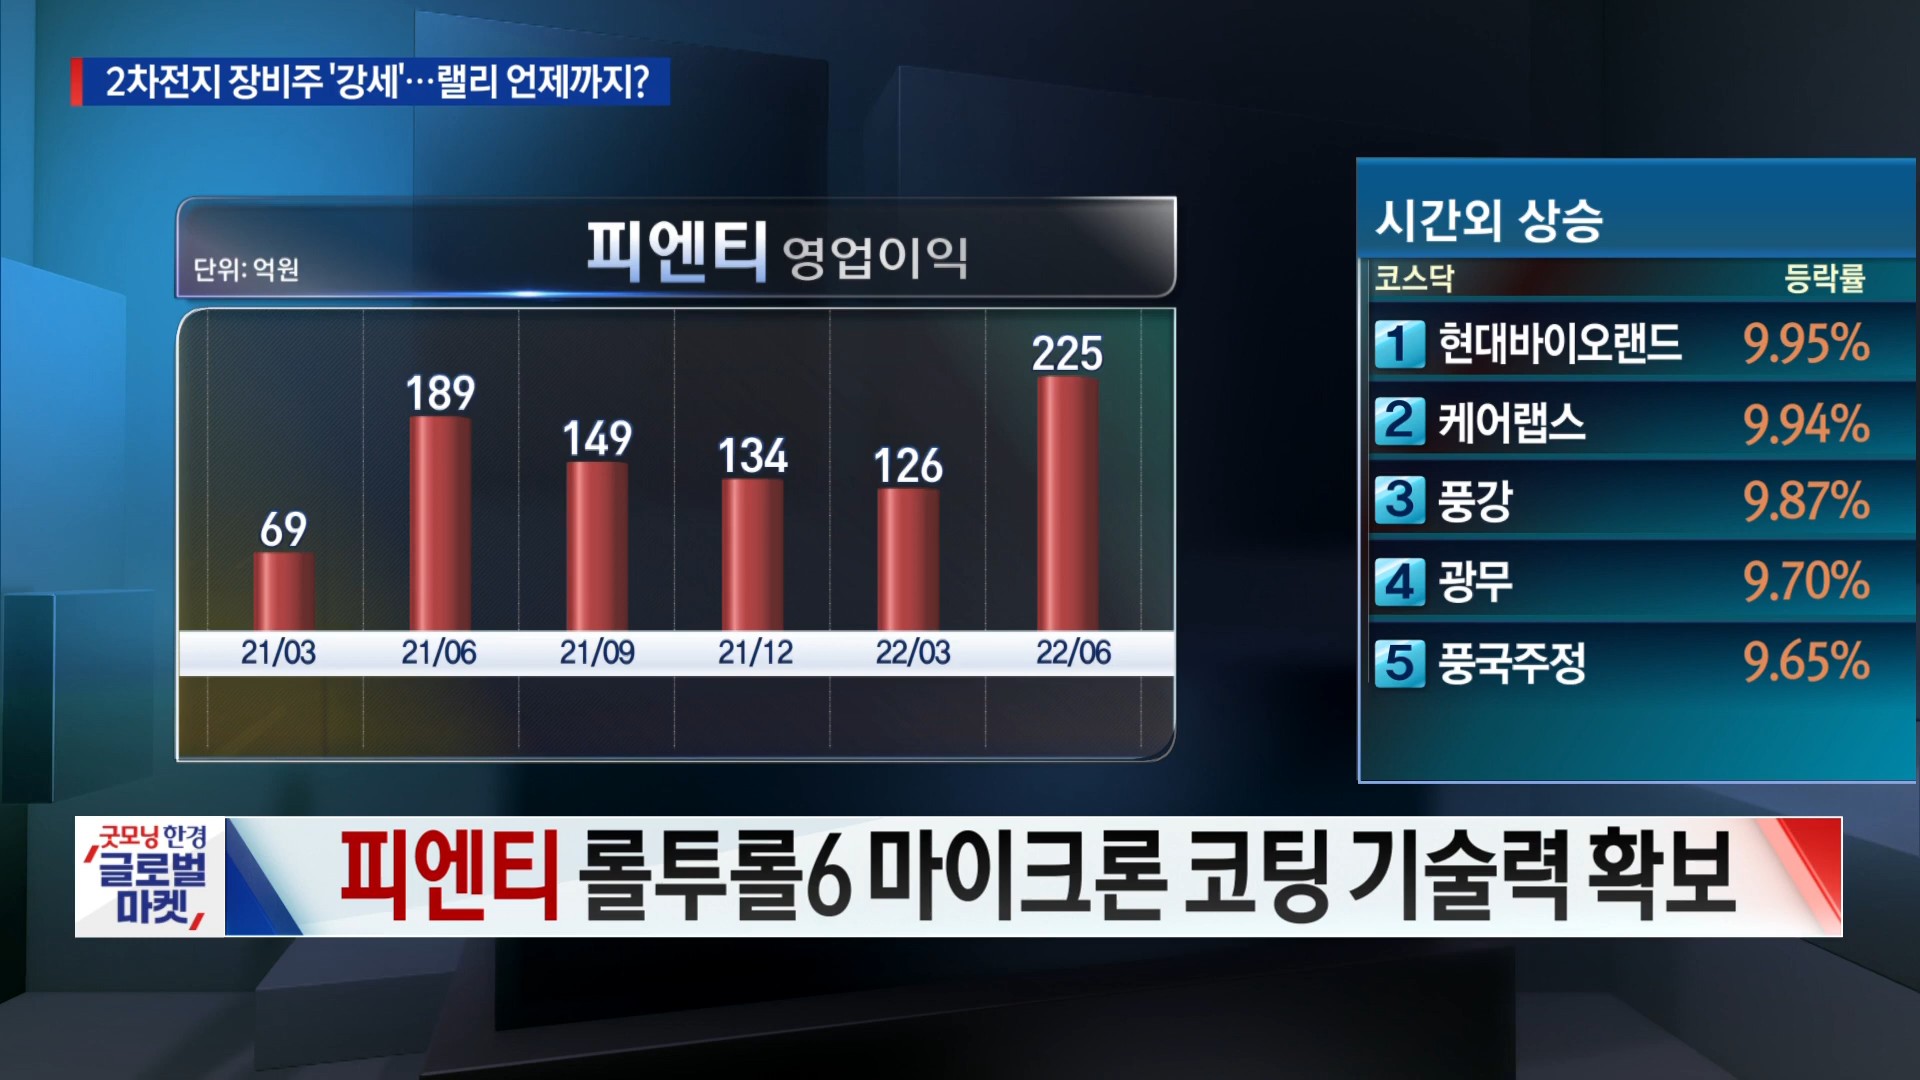 2차전지 장비주 '강세'…랠리 언제까지?
단위: 억원
피엔티 영업이익
69
189
149
134
126
225
21/03
21/06
21/09
21/12
22/03
22/06
시간외 상승
코스닥 등락률
1 현대바이오랜드 9.95%
2 케어랩스 9.94%
3 풍강 9.87%
4 광무 9.70%
5 풍국주정 9.65%
굿모닝 한경
글로벌
마켓
피엔티 롤투롤6 마이크론 코팅 기술력 확보